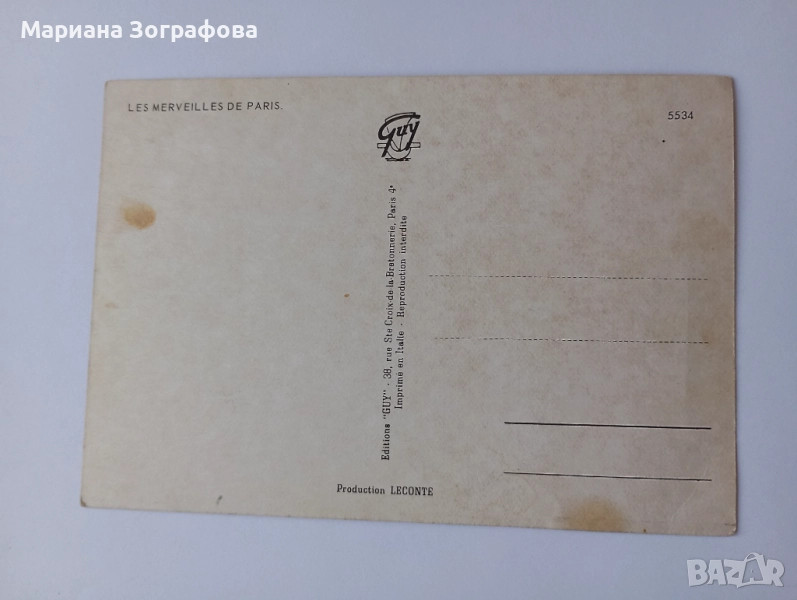 Мариана Зографова
LES MERVEILLES DE PARIS.
Guy
5534
Editions "GUY" - 38, rue Ste Croix-de-la-Bretonnerie, Paris 4e
Imprimé en Italie - Reproduction interdite
Production LECONTE
BAZAR